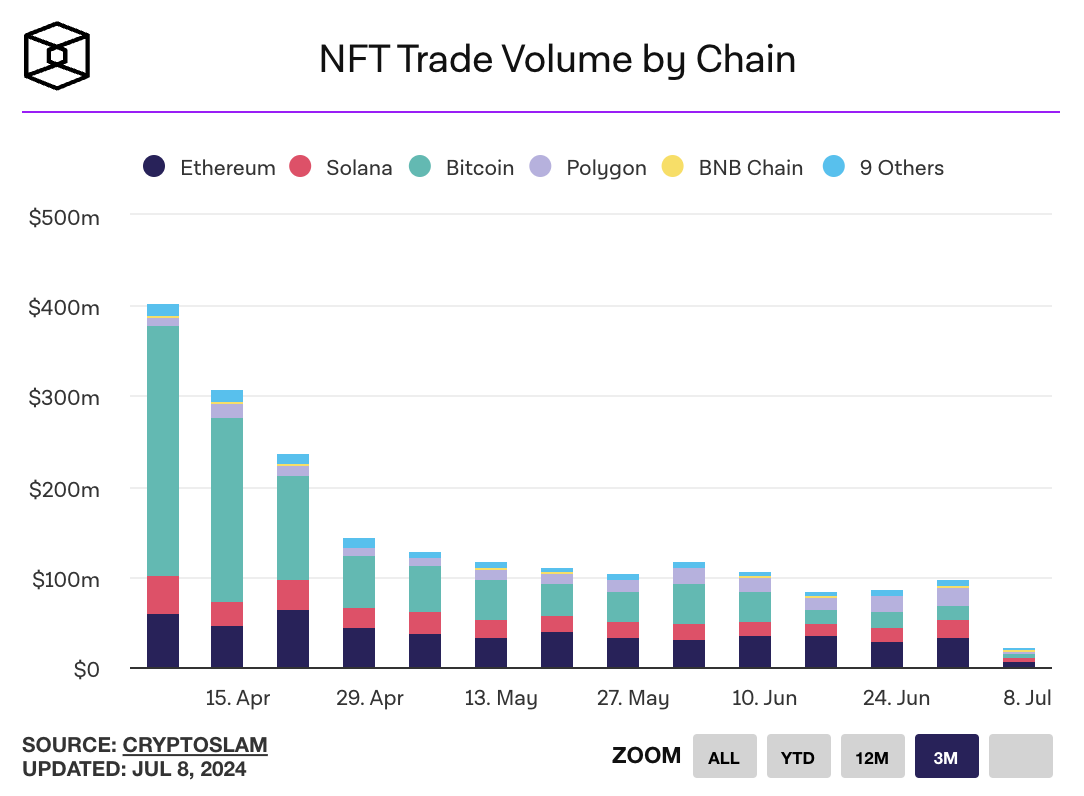 NFT Trade Volume by Chain
Ethereum Solana Bitcoin Polygon BNB Chain 9 Others
$500m
$400m
$300m
$200m
$100m
$0
15. Apr 29. Apr 13. May 27. May 10. Jun 24. Jun 8. Jul
SOURCE: CRYPTOSLAM
UPDATED: JUL 8, 2024
ZOOM ALL YTD 12M 3M